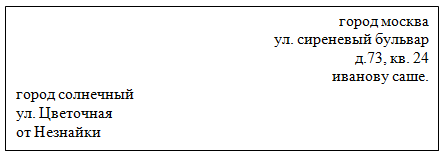 город москва
ул. сиреневый бульвар
д.73, кв. 24
иванову саше.
город солнечный
ул. Цветочная
от Незнайки